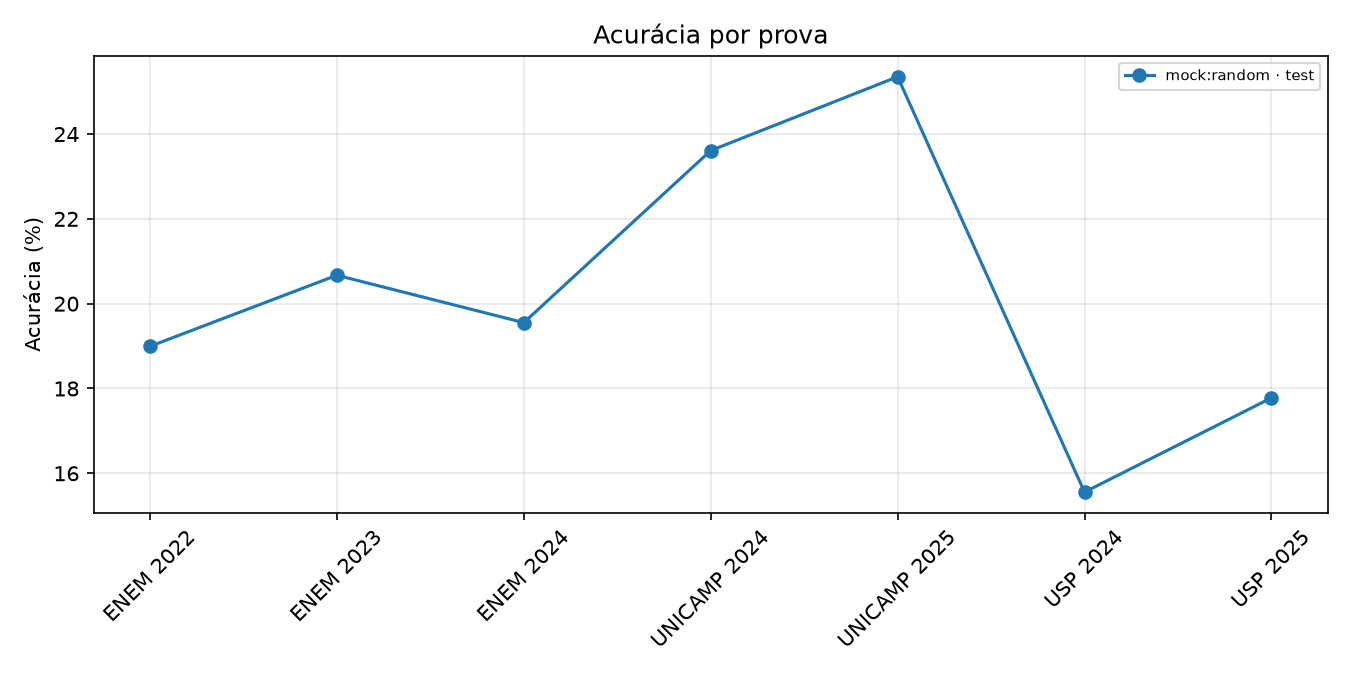 Acurácia por prova
mock:random · test
Acurácia (%)
24
22
20
18
16
ENEM 2022
ENEM 2023
ENEM 2024
UNICAMP 2024
UNICAMP 2025
USP 2024
USP 2025